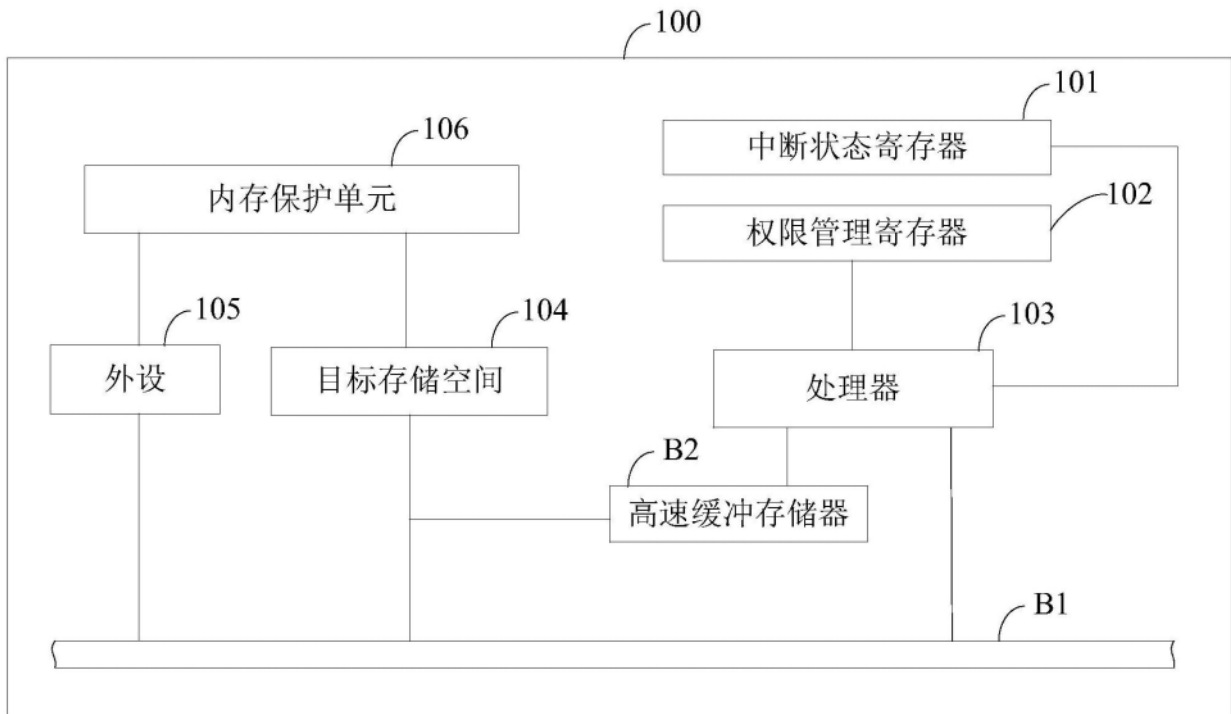 100
101
中断状态寄存器
106
内存保护单元
102
权限管理寄存器
105
外设
104
目标存储空间
103
处理器
B2
高速缓冲存储器
B1